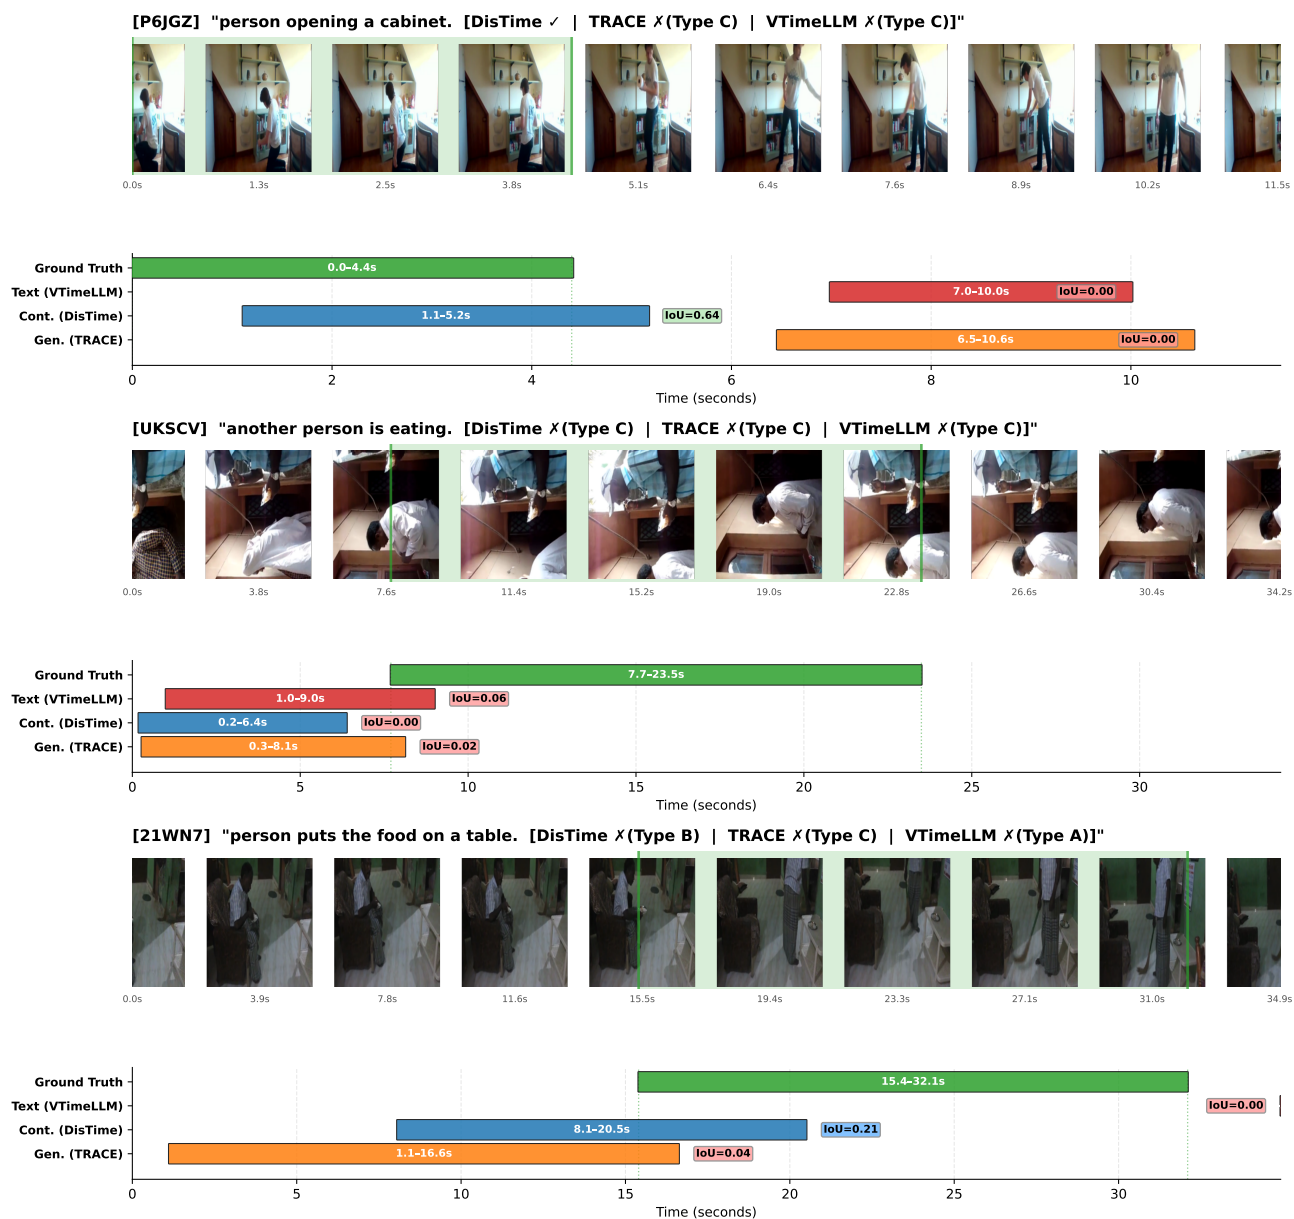 [P6JGZ]  "person opening a cabinet.  [DisTime ✓  |  TRACE ✗(Type C)  |  VTimeLLM ✗(Type C)]"
0.0s 1.3s 2.5s 3.8s 5.1s 6.4s 7.6s 8.9s 10.2s 11.5s
Ground Truth 0.0–4.4s
Text (VTimeLLM) 7.0–10.0s IoU=0.00
Cont. (DisTime) 1.1–5.2s IoU=0.64
Gen. (TRACE) 6.5–10.6s IoU=0.00
0 2 4 6 8 10
Time (seconds)
[UKSCV]  "another person is eating.  [DisTime ✗(Type C)  |  TRACE ✗(Type C)  |  VTimeLLM ✗(Type C)]"
0.0s 3.8s 7.6s 11.4s 15.2s 19.0s 22.8s 26.6s 30.4s 34.2s
Ground Truth 7.7–23.5s
Text (VTimeLLM) 1.0–9.0s IoU=0.06
Cont. (DisTime) 0.2–6.4s IoU=0.00
Gen. (TRACE) 0.3–8.1s IoU=0.02
0 5 10 15 20 25 30
Time (seconds)
[21WN7]  "person puts the food on a table.  [DisTime ✗(Type B)  |  TRACE ✗(Type C)  |  VTimeLLM ✗(Type A)]"
0.0s 3.9s 7.8s 11.6s 15.5s 19.4s 23.3s 27.1s 31.0s 34.9s
Ground Truth 15.4–32.1s
Text (VTimeLLM) IoU=0.00
Cont. (DisTime) 8.1–20.5s IoU=0.21
Gen. (TRACE) 1.1–16.6s IoU=0.04
0 5 10 15 20 25 30
Time (seconds)